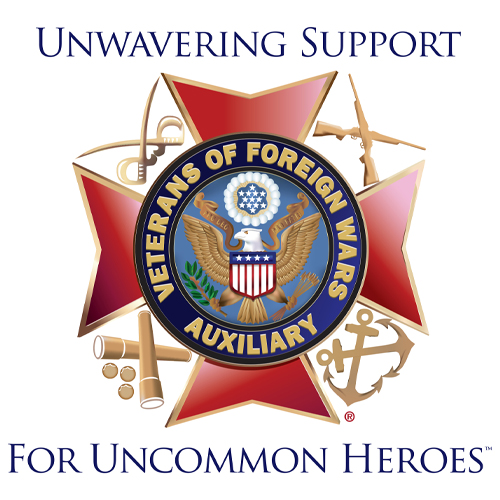 UNWAVERING SUPPORT
VETERANS OF FOREIGN WARS
AUXILIARY
®
FOR UNCOMMON HEROES™